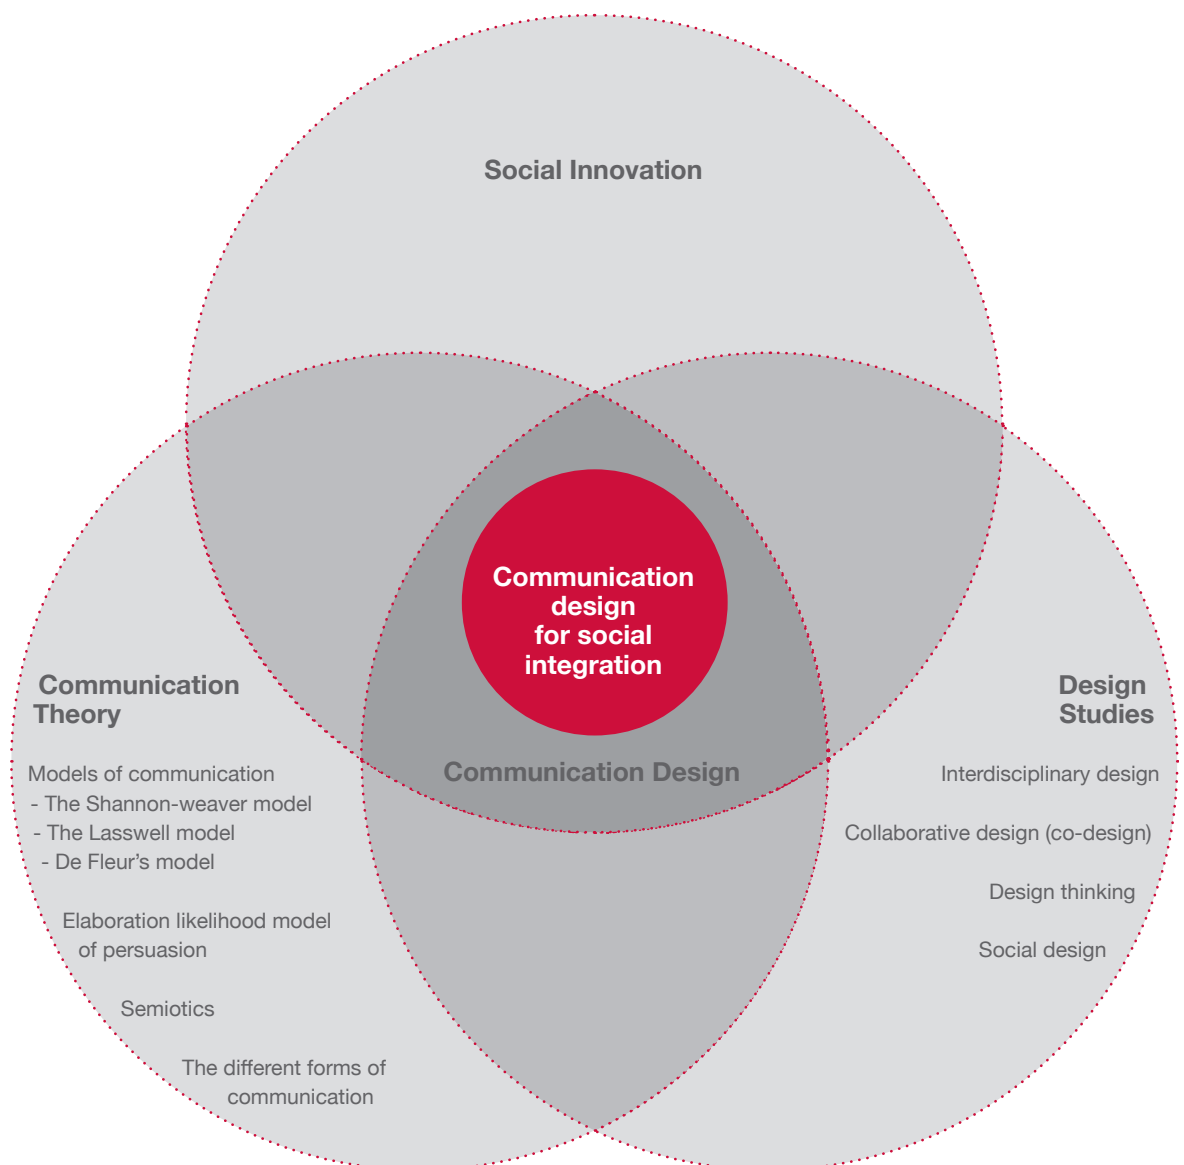 Social Innovation
Communication
design
for social
integration
Communication
Theory
Models of communication
- The Shannon-weaver model
- The Lasswell model
- De Fleur’s model
Elaboration likelihood model
of persuasion
Semiotics
The different forms of
communication
Communication Design
Design
Studies
Interdisciplinary design
Collaborative design (co-design)
Design thinking
Social design